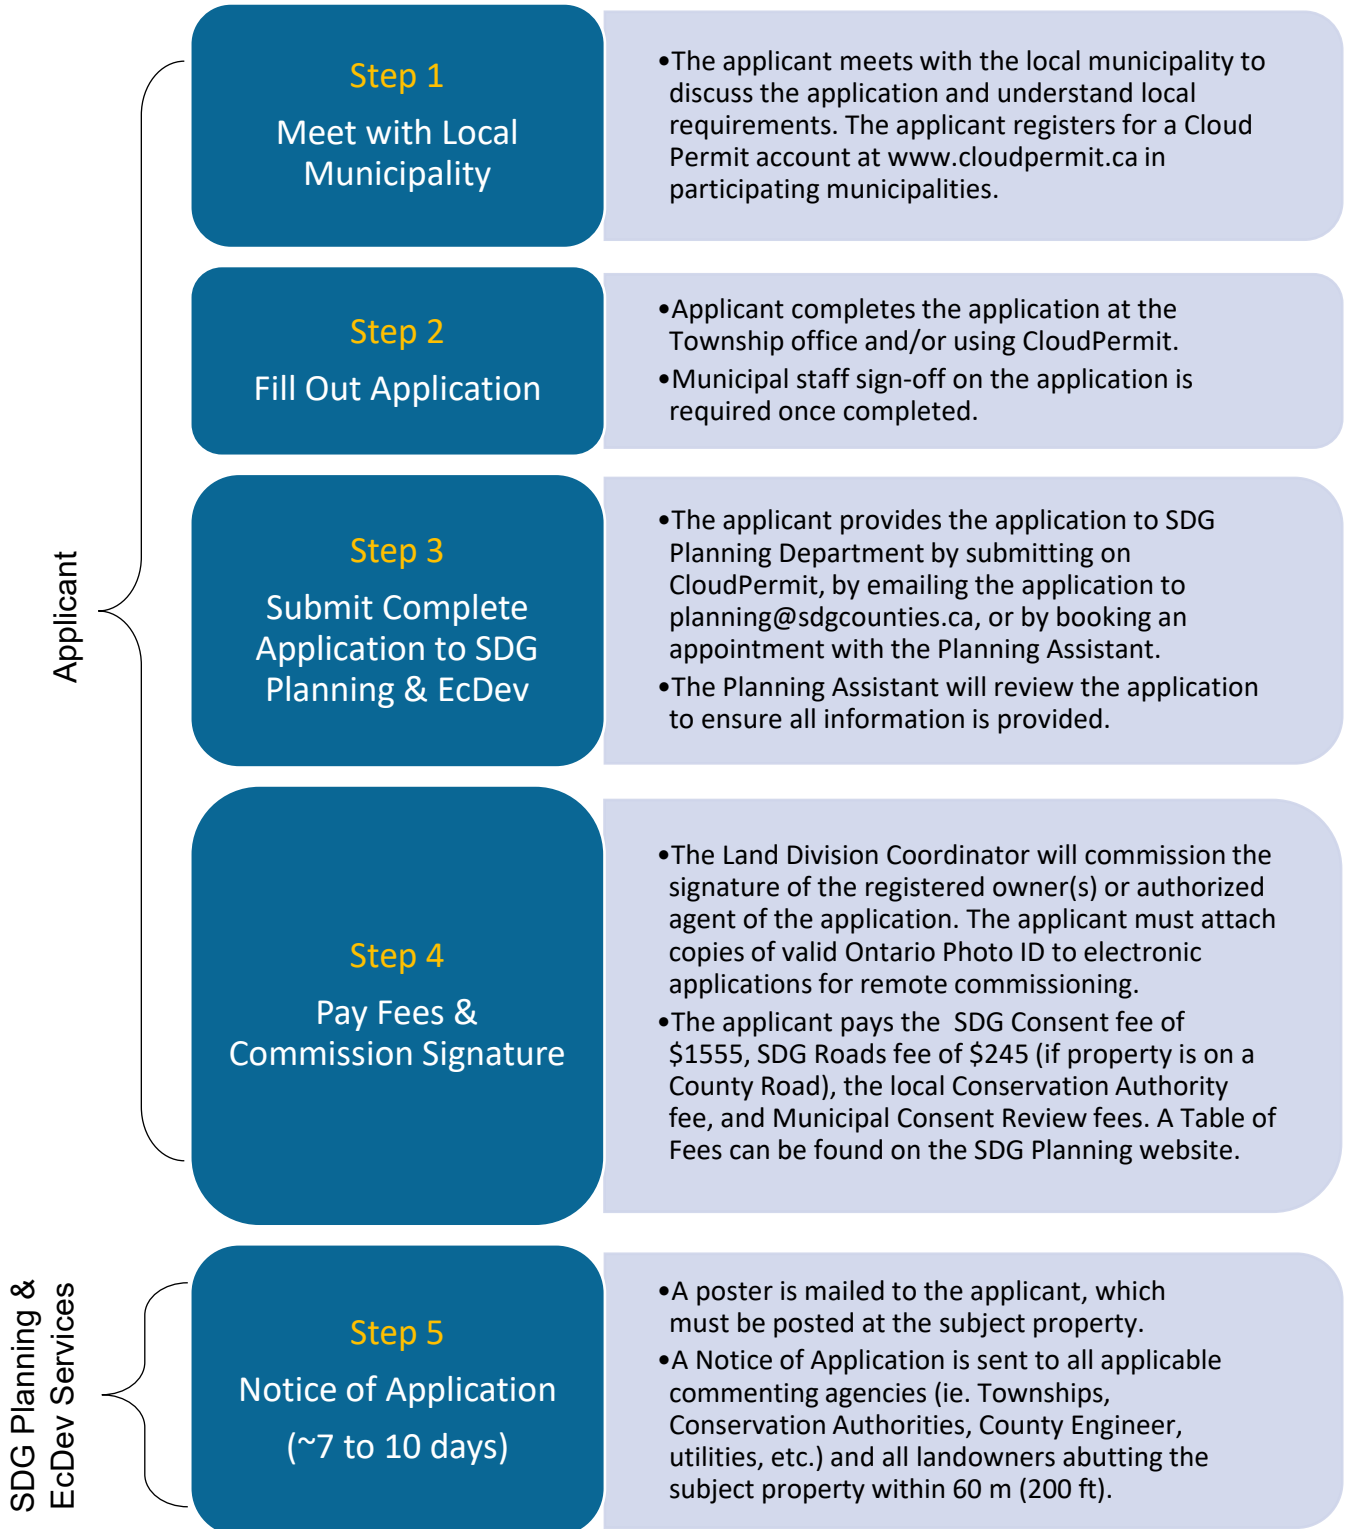 Applicant
Step 1
Meet with Local
Municipality
•The applicant meets with the local municipality to
discuss the application and understand local
requirements. The applicant registers for a Cloud
Permit account at www.cloudpermit.ca in
participating municipalities.
Step 2
Fill Out Application
•Applicant completes the application at the
Township office and/or using CloudPermit.
•Municipal staff sign-off on the application is
required once completed.
Step 3
Submit Complete
Application to SDG
Planning & EcDev
•The applicant provides the application to SDG
Planning Department by submitting on
CloudPermit, by emailing the application to
planning@sdgcounties.ca, or by booking an
appointment with the Planning Assistant.
•The Planning Assistant will review the application
to ensure all information is provided.
Step 4
Pay Fees &
Commission Signature
•The Land Division Coordinator will commission the
signature of the registered owner(s) or authorized
agent of the application. The applicant must attach
copies of valid Ontario Photo ID to electronic
applications for remote commissioning.
•The applicant pays the  SDG Consent fee of
$1555, SDG Roads fee of $245 (if property is on a
County Road), the local Conservation Authority
fee, and Municipal Consent Review fees. A Table of
Fees can be found on the SDG Planning website.
SDG Planning &
EcDev Services
Step 5
Notice of Application
(~7 to 10 days)
•A poster is mailed to the applicant, which
must be posted at the subject property.
•A Notice of Application is sent to all applicable
commenting agencies (ie. Townships,
Conservation Authorities, County Engineer,
utilities, etc.) and all landowners abutting the
subject property within 60 m (200 ft).